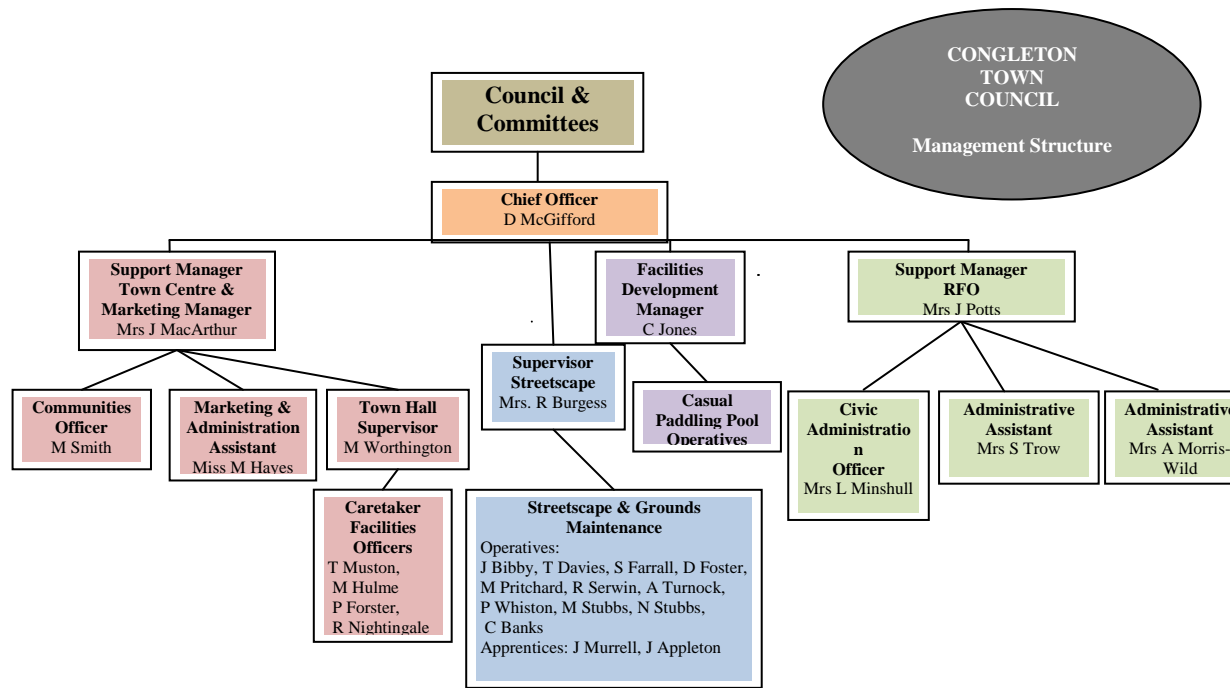 CONGLETON
TOWN
COUNCIL
Management Structure
Council &
Committees
Chief Officer
D McGifford
Support Manager
Town Centre &
Marketing Manager
Mrs J MacArthur
Facilities
Development
Manager
C Jones
Support Manager
RFO
Mrs J Potts
Supervisor
Streetscape
Mrs. R Burgess
Casual
Paddling Pool
Operatives
Communities
Officer
M Smith
Marketing &
Administration
Assistant
Miss M Hayes
Town Hall
Supervisor
M Worthington
Civic
Administratio
n
Officer
Mrs L Minshull
Administrative
Assistant
Mrs S Trow
Administrative
Assistant
Mrs A Morris-
Wild
Caretaker
Facilities
Officers
T Muston,
M Hulme
P Forster,
R Nightingale
Streetscape & Grounds
Maintenance
Operatives:
J Bibby, T Davies, S Farrall, D Foster,
M Pritchard, R Serwin, A Turnock,
P Whiston, M Stubbs, N Stubbs,
C Banks
Apprentices: J Murrell, J Appleton